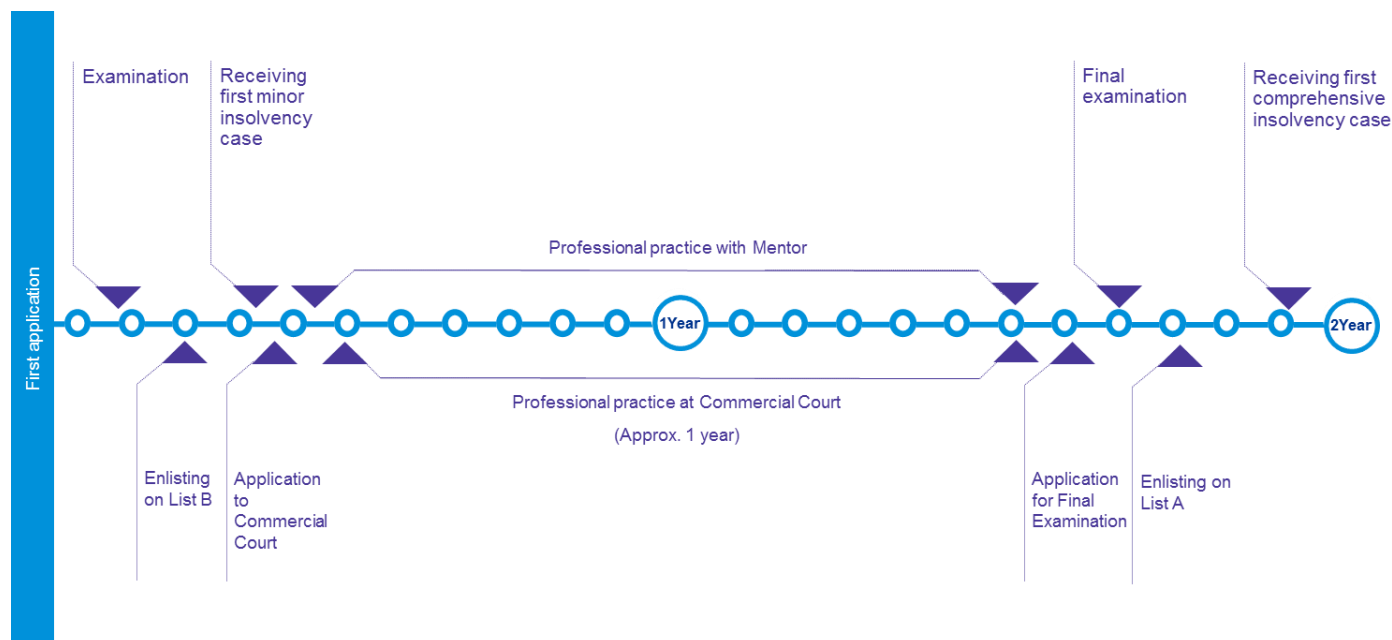 First application
Examination
Receiving
first minor
insolvency
case
Final
examination
Receiving first
comprehensive
insolvency case
Professional practice with Mentor
1Year
2Year
Professional practice at Commercial Court
(Approx. 1 year)
Enlisting
on List B
Application
to
Commercial
Court
Application
for Final
Examination
Enlisting on
List A